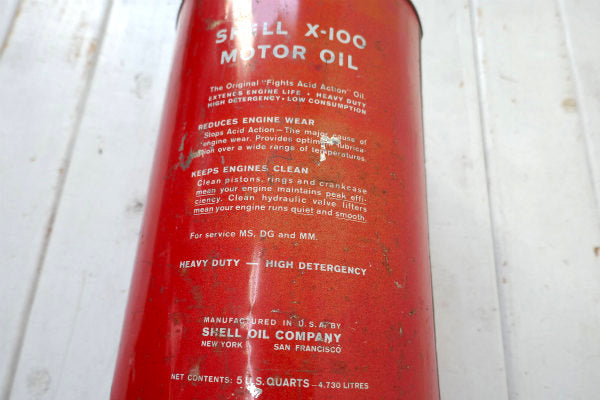 SHELL X-100
MOTOR OIL
The Original "Fights Acid Action" Oil
EXTENDS ENGINE LIFE • HEAVY DUTY
HIGH DETERGENCY • LOW CONSUMPTION
REDUCES ENGINE WEAR
Stops Acid Action — The major cause of
engine wear. Provides optimum lubrica-
tion over a wide range of temperatures.
KEEPS ENGINES CLEAN
Clean pistons, rings and crankcase
mean your engine maintains peak effi-
ciency. Clean hydraulic valve lifters
mean your engine runs quiet and smooth.
For service MS, DG and MM.
HEAVY DUTY — HIGH DETERGENCY
MANUFACTURED IN U.S.A. BY
SHELL OIL COMPANY
NEW YORK SAN FRANCISCO
NET CONTENTS: 5 U.S. QUARTS — 4.730 LITRES